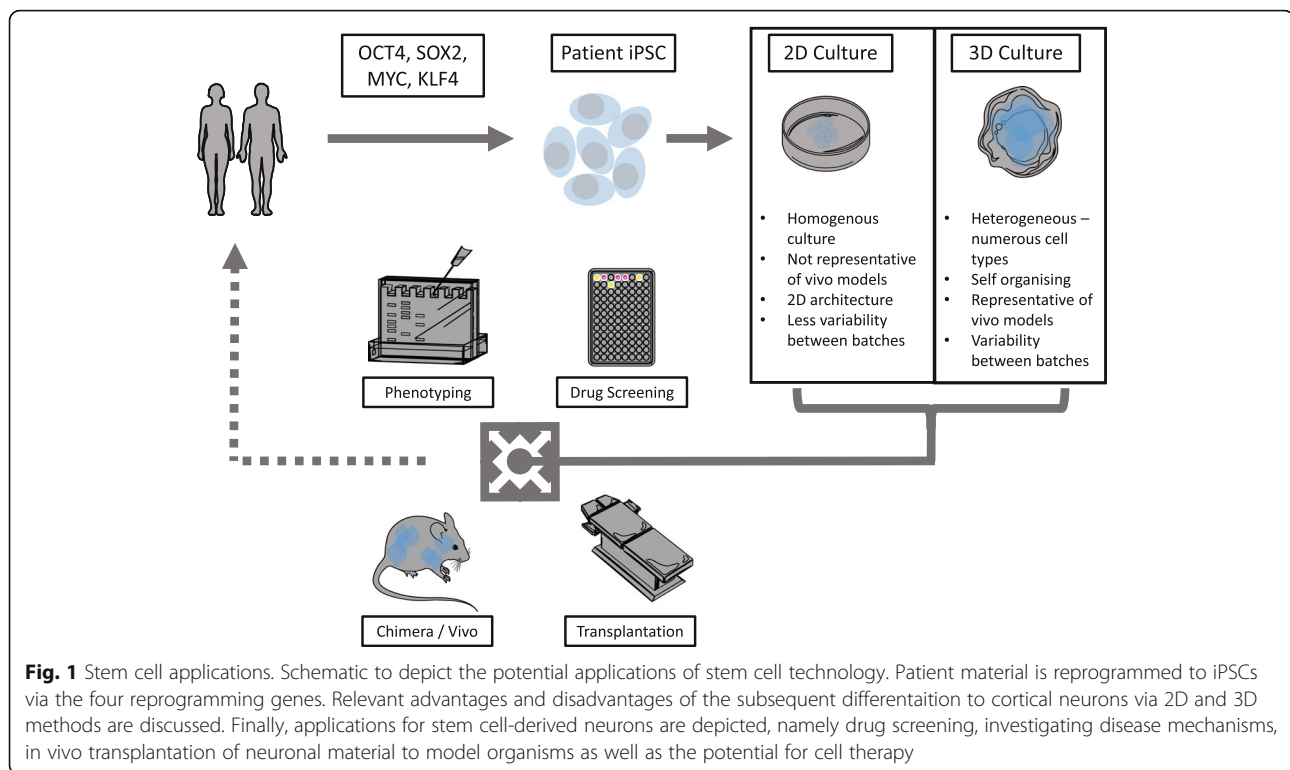 OCT4, SOX2,
MYC, KLF4
Patient iPSC
2D Culture
3D Culture
• Homogenous
culture
• Not representative
of vivo models
• 2D architecture
• Less variability
between batches
• Heterogeneous –
numerous cell
types
• Self organising
• Representative of
vivo models
• Variability
between batches
Phenotyping
Drug Screening
Chimera / Vivo
Transplantation
Fig. 1 Stem cell applications. Schematic to depict the potential applications of stem cell technology. Patient material is reprogrammed to iPSCs
via the four reprogramming genes. Relevant advantages and disadvantages of the subsequent differentaition to cortical neurons via 2D and 3D
methods are discussed. Finally, applications for stem cell-derived neurons are depicted, namely drug screening, investigating disease mechanisms,
in vivo transplantation of neuronal material to model organisms as well as the potential for cell therapy